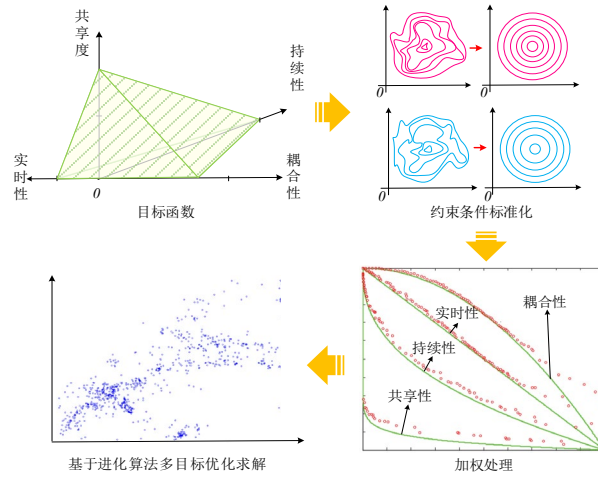 共享度
持续性
实时性
耦合性
0
目标函数
0
0
0
0
约束条件标准化
耦合性
实时性
持续性
共享性
加权处理
基于进化算法多目标优化求解